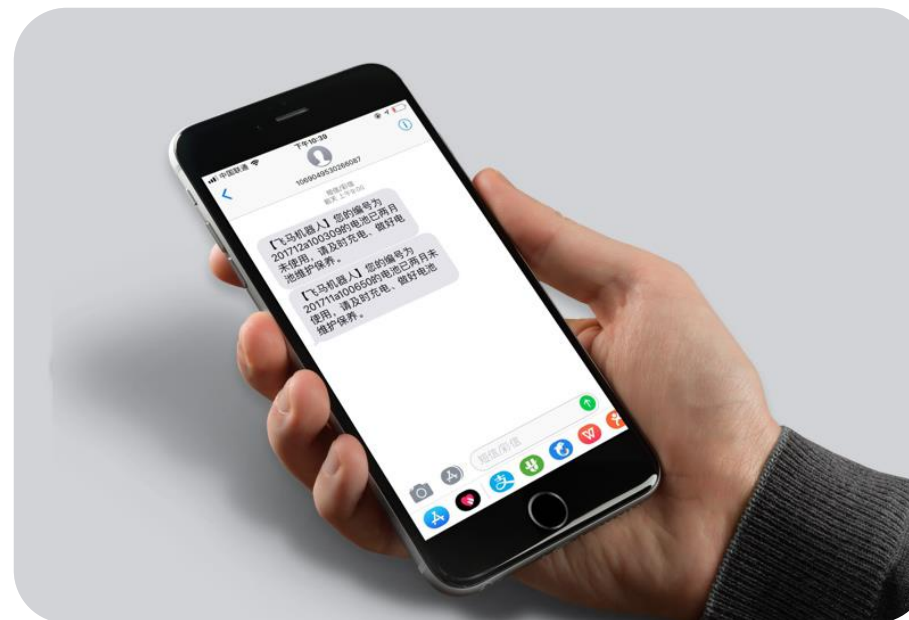 中国联通
下午10:39
1069049530266087
短信/彩信
前天 上午9:00
【飞马机器人】您的编号为
201712a100309的电池已两月
未使用，请及时充电、做好电
池维护保养。
【飞马机器人】您的编号为
201711a100650的电池已两月未
使用，请及时充电、做好电池
维护保养。
短信/彩信